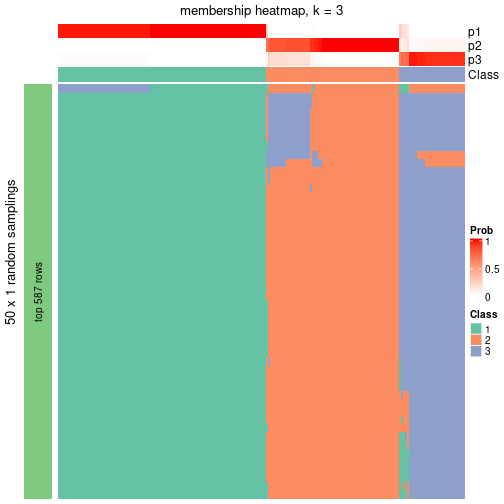 membership heatmap, k = 3
p1
p2
p3
Class
50 x 1 random samplings
top 587 rows
Prob
1
0.5
0
Class
1
2
3